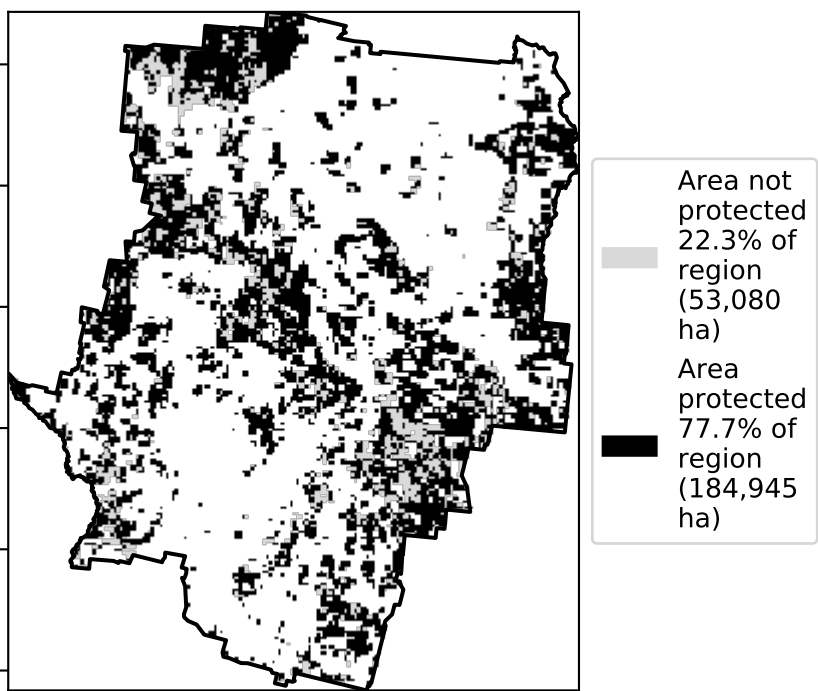 Area not
protected
22.3% of
region
(53,080
ha)
Area
protected
77.7% of
region
(184,945
ha)